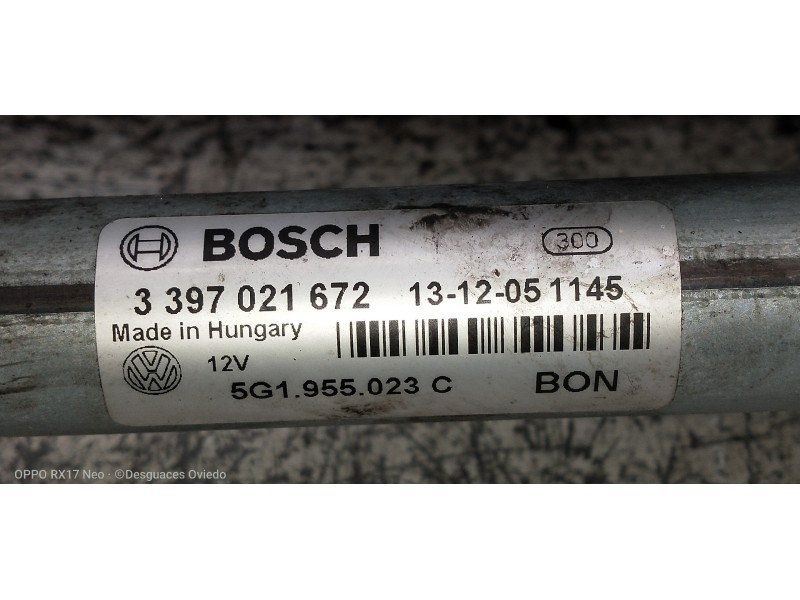 BOSCH 300
3 397 021 672 13-12-05 1145
Made in Hungary
12V
5G1.955.023 C BON
OPPO RX17 Neo · ©Desguaces Oviedo